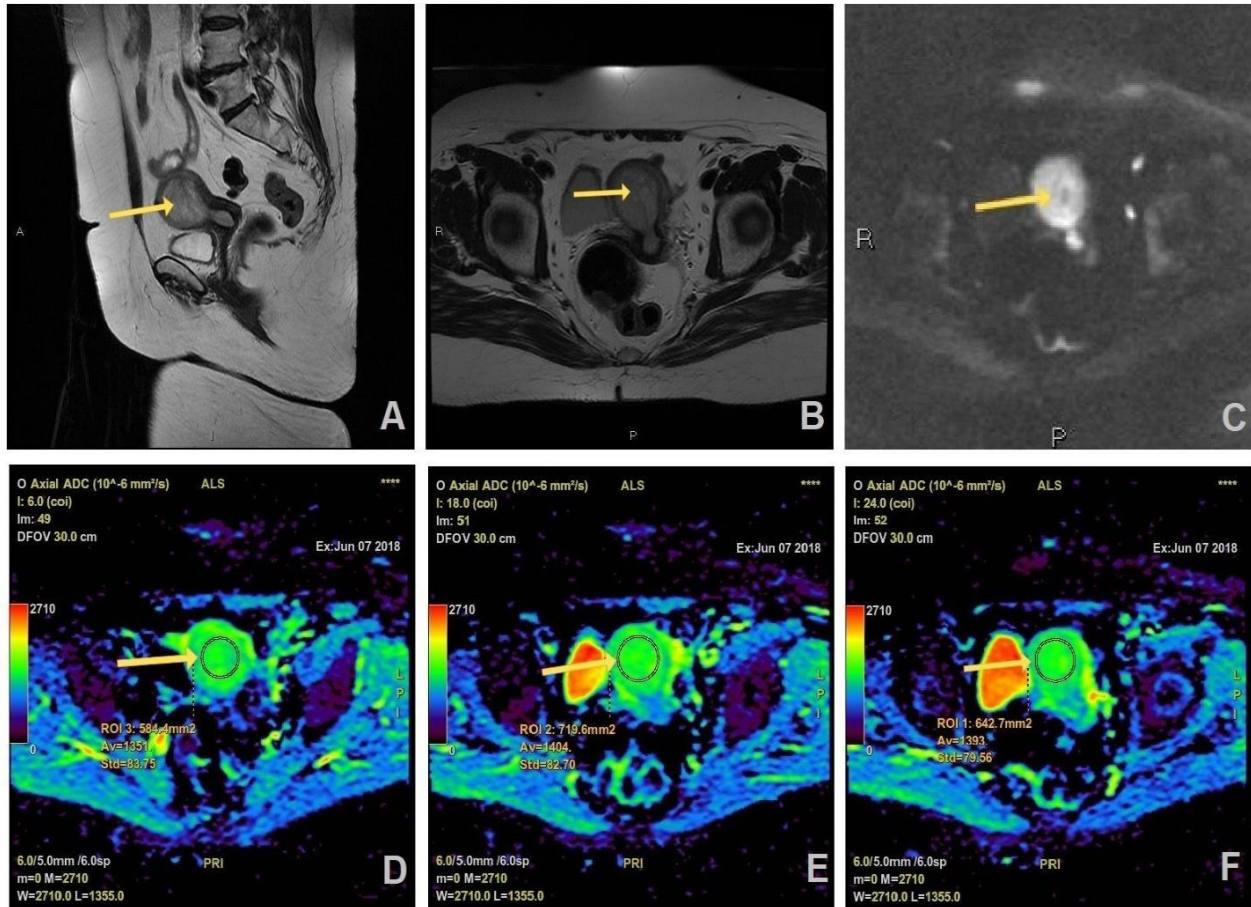 A
A
I
R
B
P
R
C
P
O Axial ADC (10^-6 mm²/s)
ALS
****
I: 6.0 (coi)
Im: 49
DFOV 30.0 cm
Ex:Jun 07 2018
2710
0
L
P
I
ROI 3: 584.4mm2
Av=1351.
Std=83.75
6.0/5.0mm /6.0sp
PRI
m=0 M=2710
W=2710.0 L=1355.0
D
O Axial ADC (10^-6 mm²/s)
ALS
****
I: 18.0 (coi)
Im: 51
DFOV 30.0 cm
Ex:Jun 07 2018
2710
0
L
P
I
ROI 2: 719.6mm2
Av=1404.
Std=82.70
6.0/5.0mm /6.0sp
PRI
m=0 M=2710
W=2710.0 L=1355.0
E
O Axial ADC (10^-6 mm²/s)
ALS
****
I: 24.0 (coi)
Im: 52
DFOV 30.0 cm
Ex:Jun 07 2018
2710
0
L
P
I
ROI 1: 642.7mm2
Av=1393.
Std=79.56
6.0/5.0mm /6.0sp
PRI
m=0 M=2710
W=2710.0 L=1355.0
F